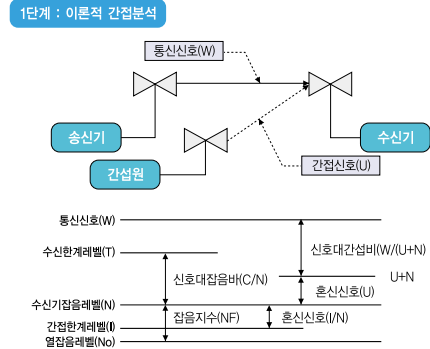 1단계 : 이론적 간접분석
통신신호(W)
송신기
수신기
간섭원
간접신호(U)
통신신호(W)
수신한계레벨(T)
신호대간섭비(W/(U+N)
신호대잡음바(C/N)
U+N
혼신신호(U)
수신기잡음레벨(N)
잡음지수(NF)
혼신신호(I/N)
간접한계레벨(I)
열잡음레벨(No)